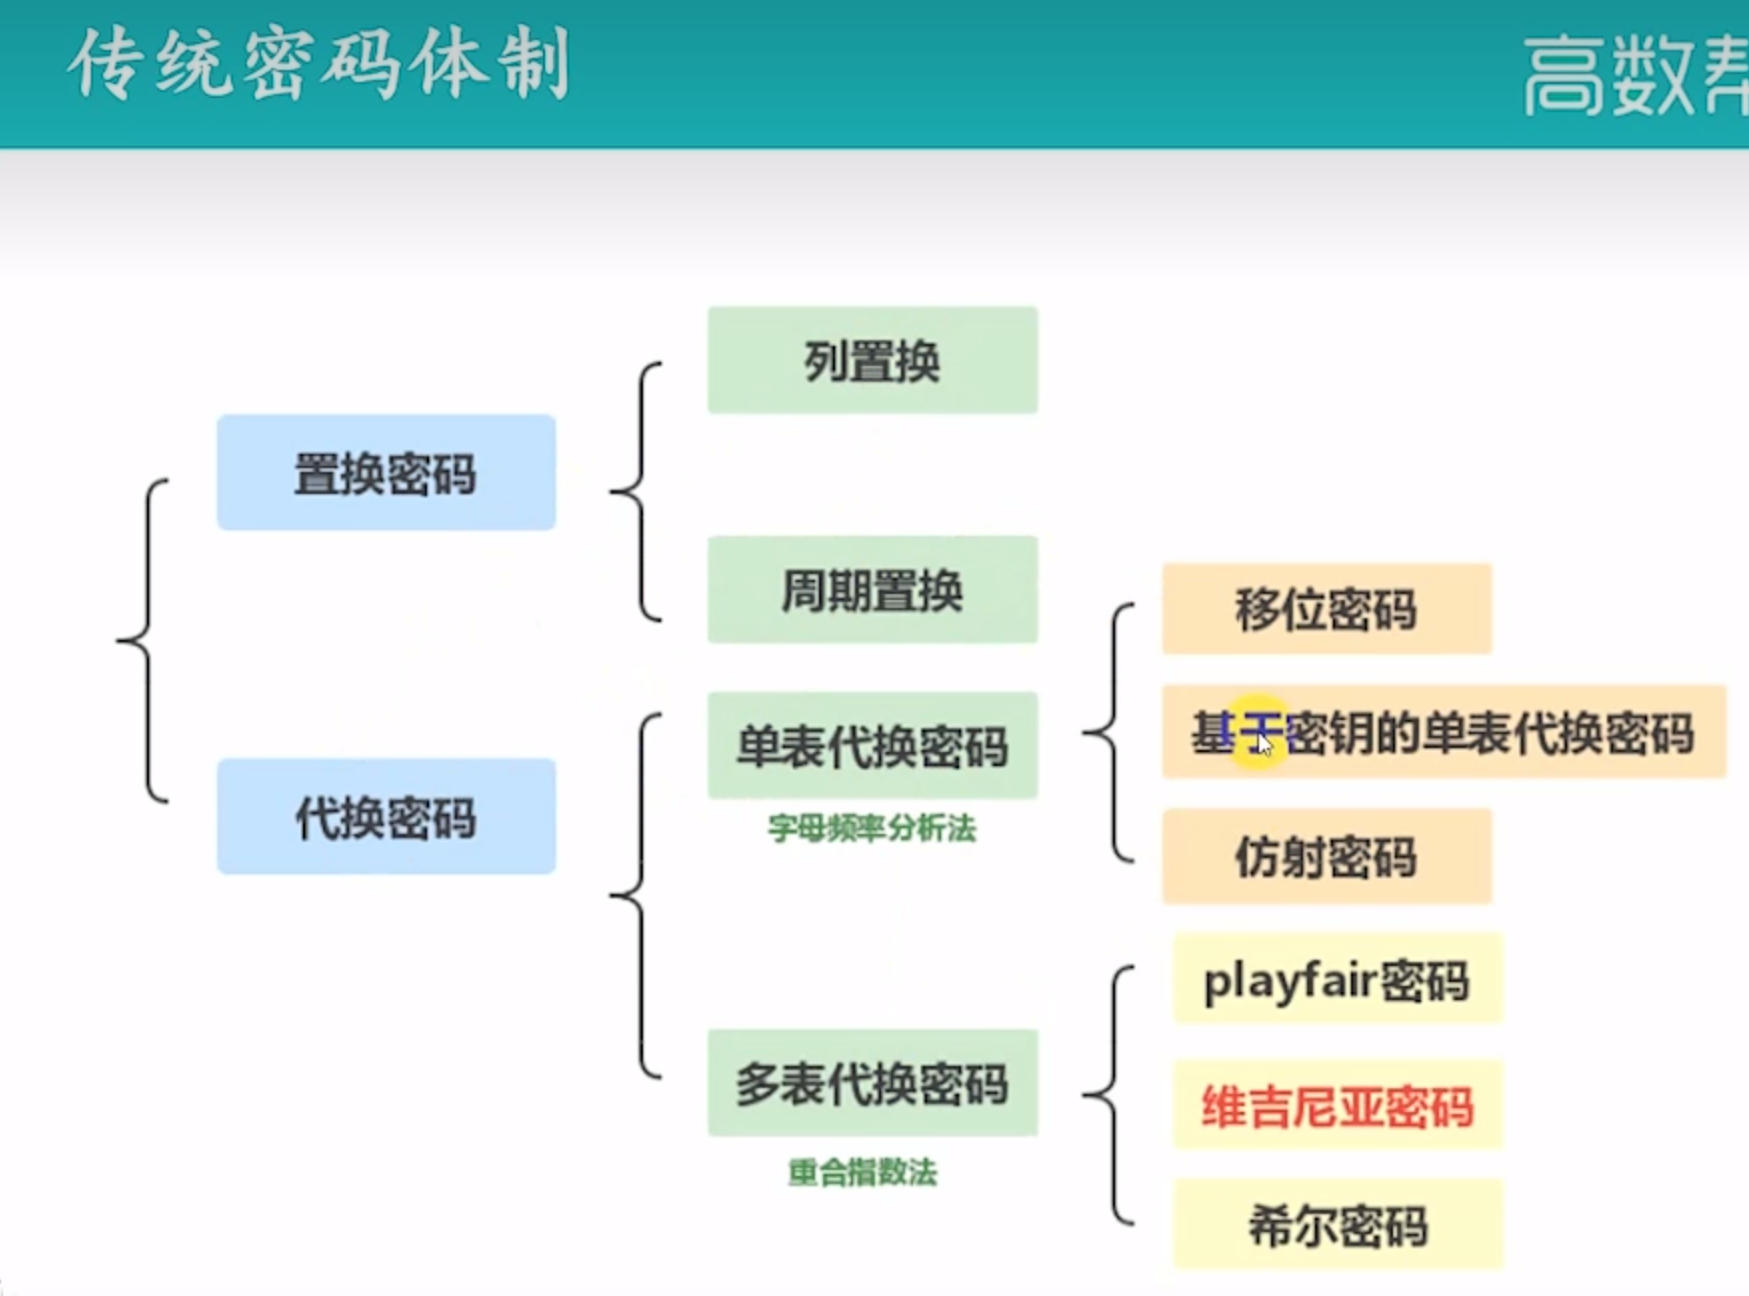 传统密码体制
高数帮
列置换
置换密码
周期置换
移位密码
基于密钥的单表代换密码
单表代换密码
字母频率分析法
代换密码
仿射密码
playfair密码
多表代换密码
维吉尼亚密码
重合指数法
希尔密码